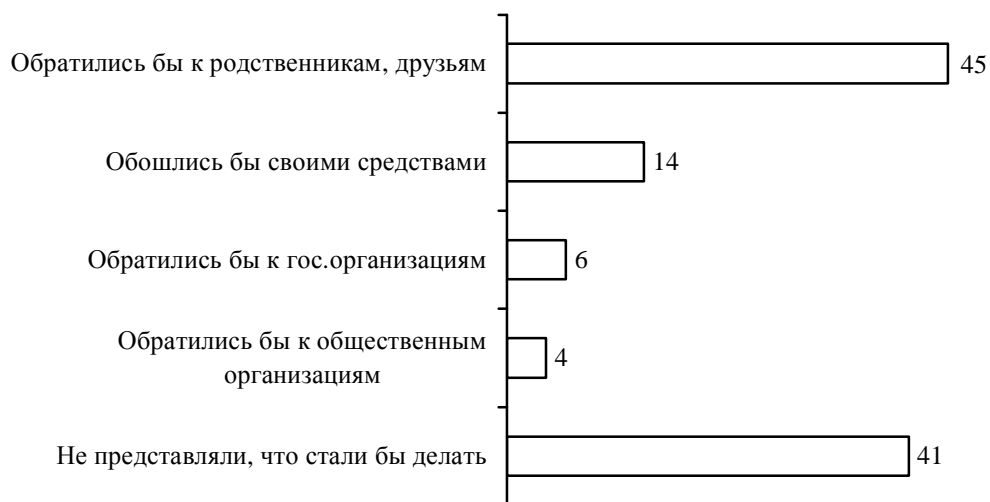 Обратились бы к родственникам, друзьям 45
Обошлись бы своими средствами 14
Обратились бы к гос.организациям 6
Обратились бы к общественным
организациям 4
Не представляли, что стали бы делать 41